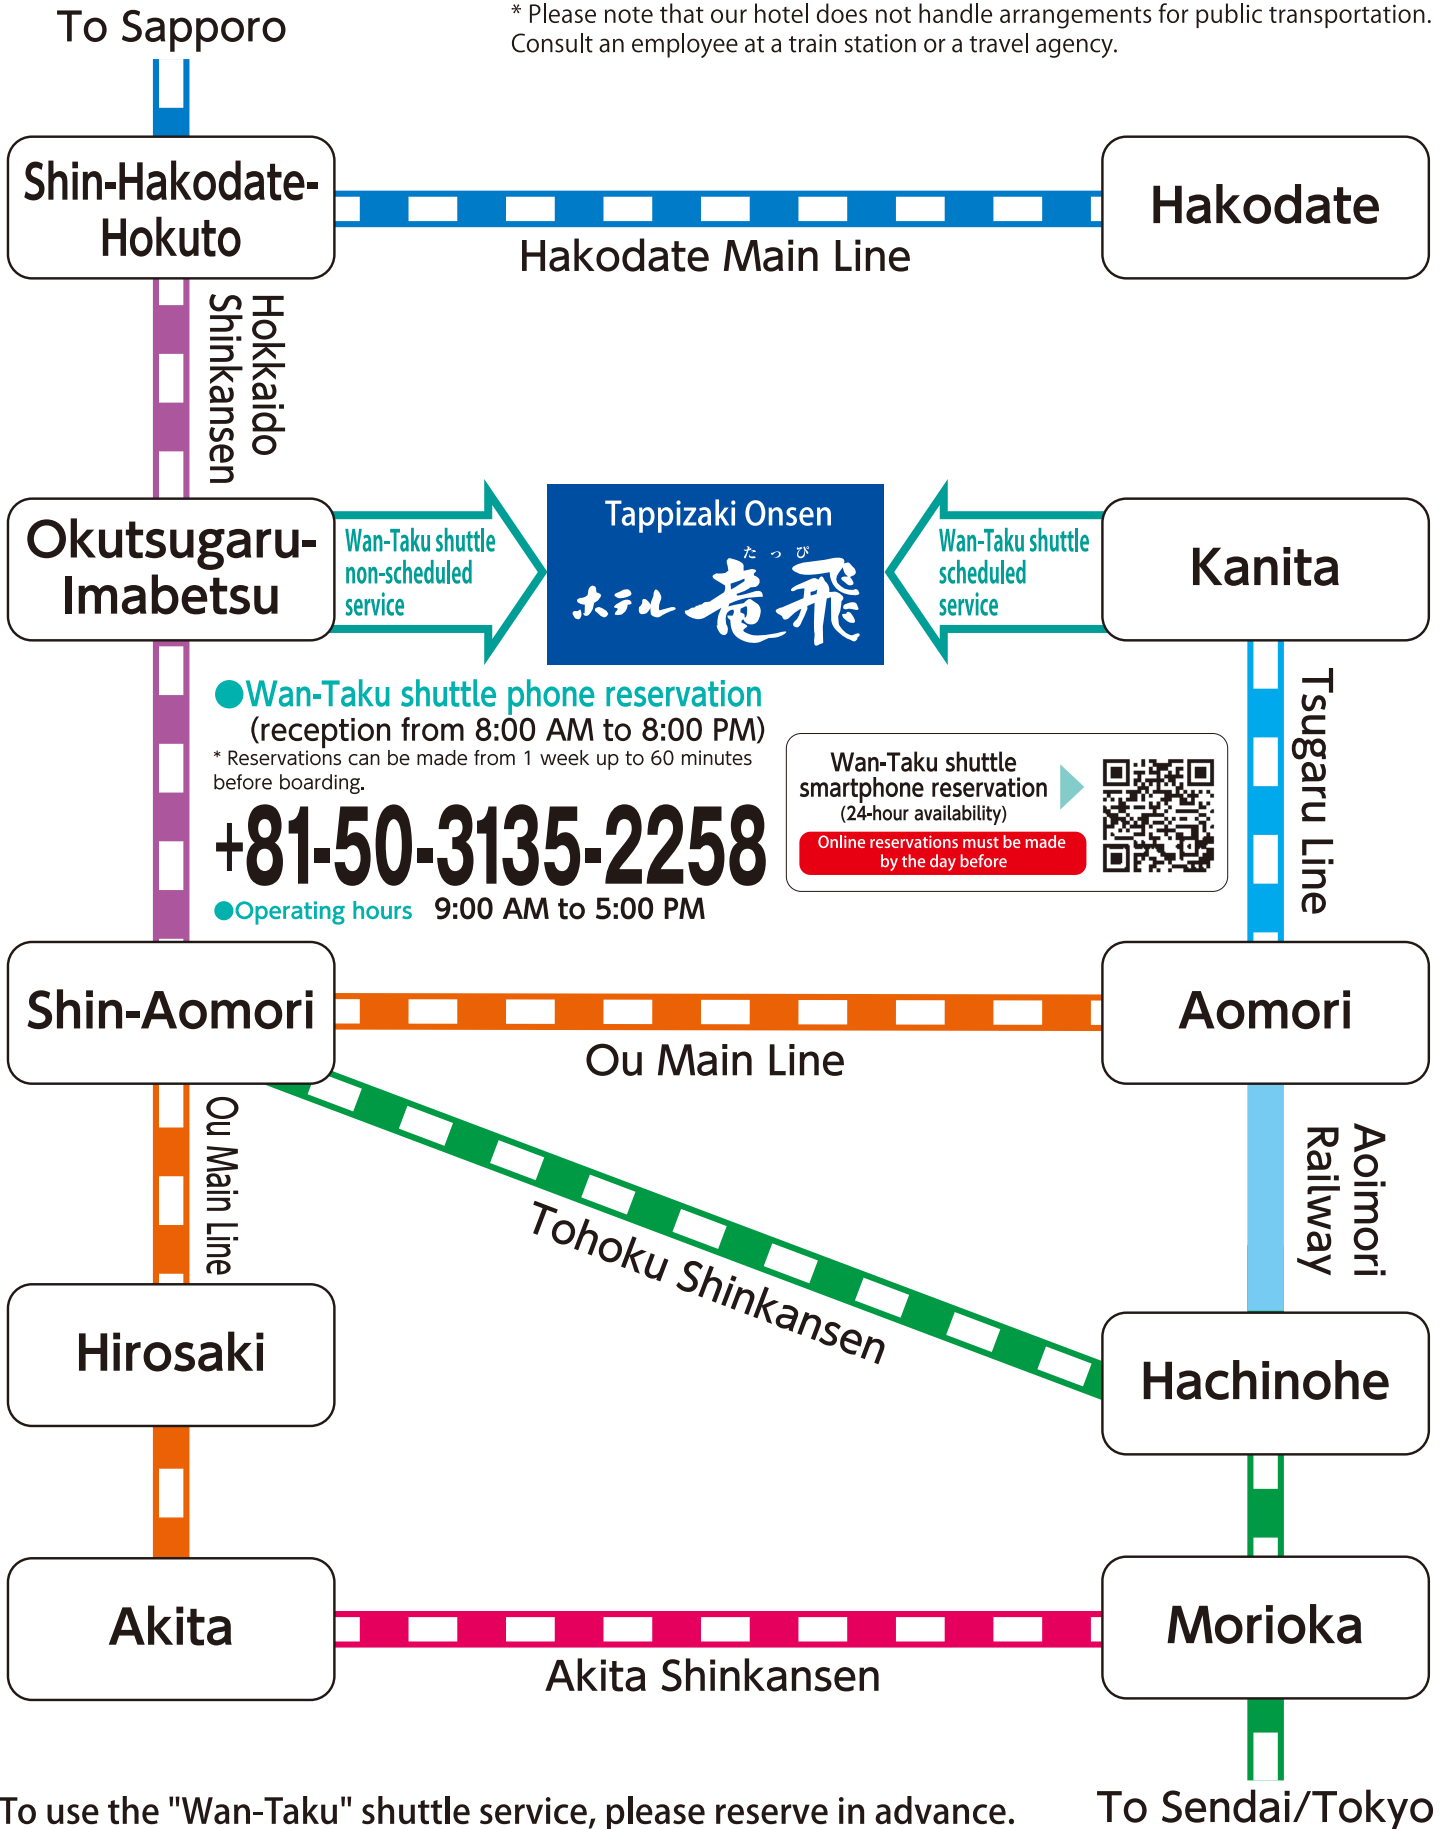 To Sapporo
* Please note that our hotel does not handle arrangements for public transportation.
Consult an employee at a train station or a travel agency.
Shin-Hakodate-
Hokuto
Hakodate Main Line
Hakodate
Hokkaido
Shinkansen
Okutsugaru-
Imabetsu
Wan-Taku shuttle
non-scheduled
service
Tappizaki Onsen
たっぴ
ホテル 竜飛
Wan-Taku shuttle
scheduled
service
Kanita
●Wan-Taku shuttle phone reservation
(reception from 8:00 AM to 8:00 PM)
* Reservations can be made from 1 week up to 60 minutes
before boarding.
+81-50-3135-2258
●Operating hours 9:00 AM to 5:00 PM
Wan-Taku shuttle
smartphone reservation
(24-hour availability)
Online reservations must be made
by the day before
Tsugaru Line
Shin-Aomori
Ou Main Line
Aomori
Ou Main Line
Tohoku Shinkansen
Aoimori
Railway
Hirosaki
Hachinohe
Akita
Akita Shinkansen
Morioka
To use the "Wan-Taku" shuttle service, please reserve in advance.
To Sendai/Tokyo